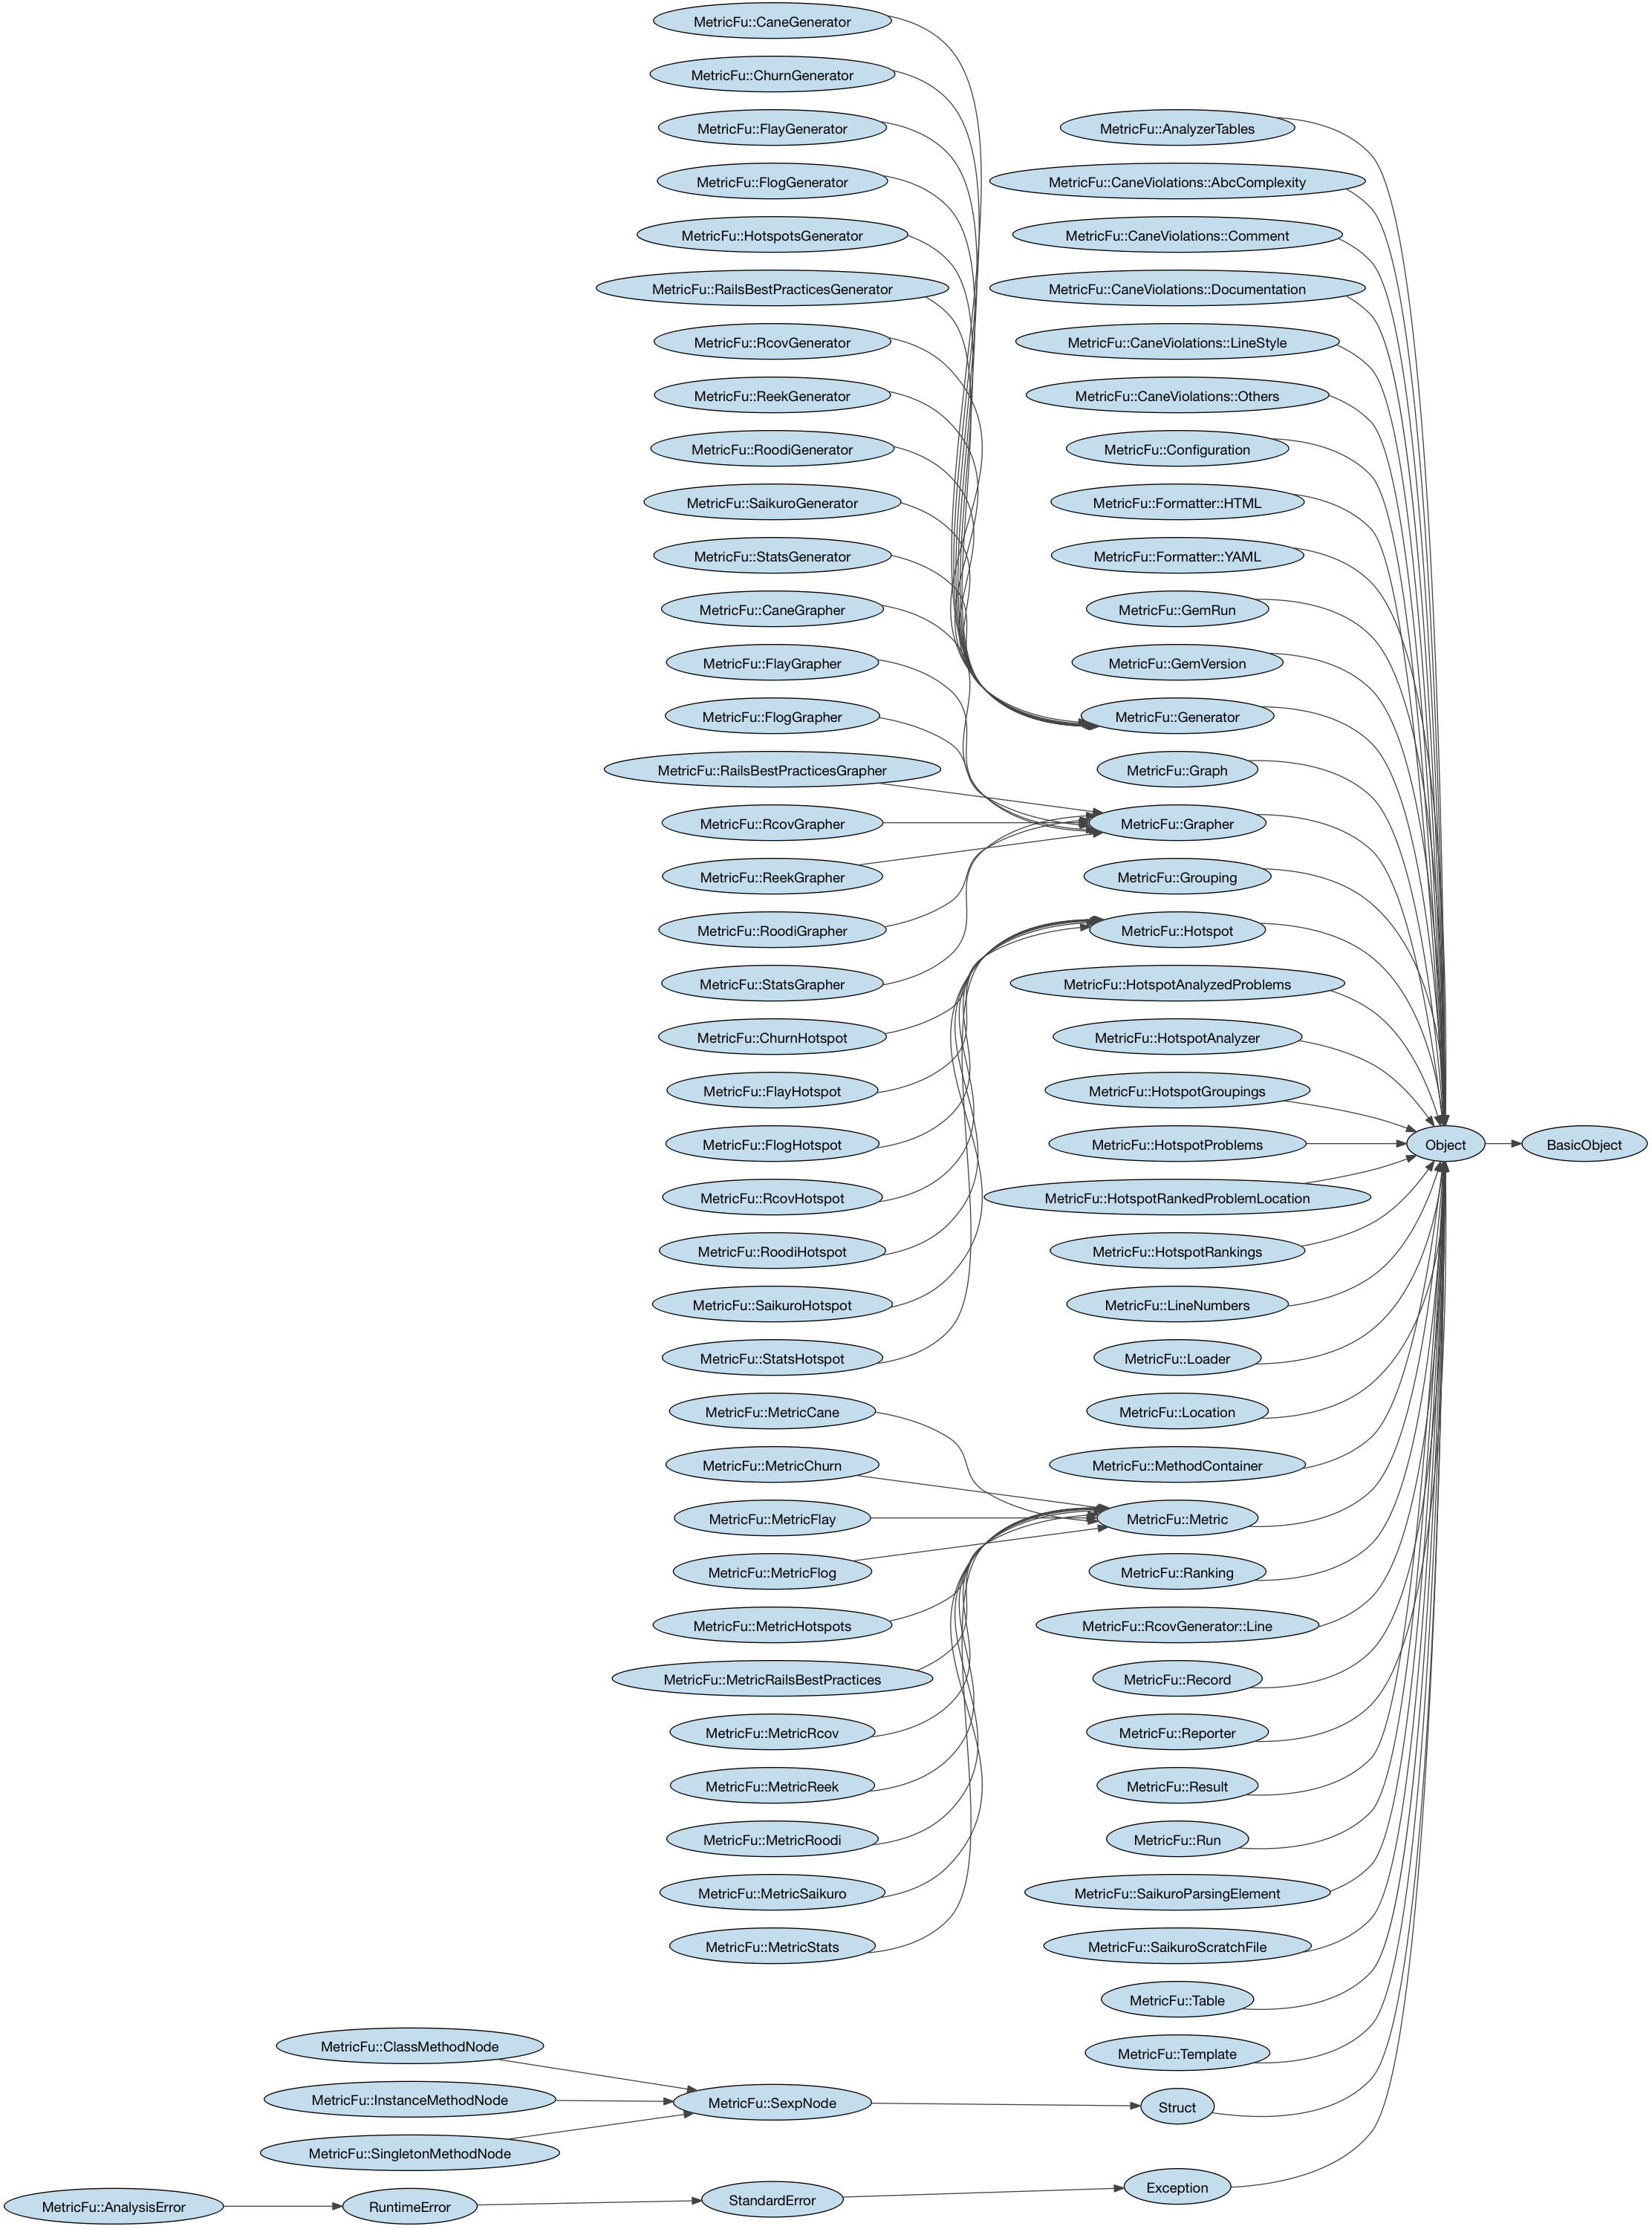 MetricFu::CaneGenerator
MetricFu::ChurnGenerator
MetricFu::FlayGenerator
MetricFu::FlogGenerator
MetricFu::HotspotsGenerator
MetricFu::RailsBestPracticesGenerator
MetricFu::RcovGenerator
MetricFu::ReekGenerator
MetricFu::RoodiGenerator
MetricFu::SaikuroGenerator
MetricFu::StatsGenerator
MetricFu::CaneGrapher
MetricFu::FlayGrapher
MetricFu::FlogGrapher
MetricFu::RailsBestPracticesGrapher
MetricFu::RcovGrapher
MetricFu::ReekGrapher
MetricFu::RoodiGrapher
MetricFu::StatsGrapher
MetricFu::ChurnHotspot
MetricFu::FlayHotspot
MetricFu::FlogHotspot
MetricFu::RcovHotspot
MetricFu::RoodiHotspot
MetricFu::SaikuroHotspot
MetricFu::StatsHotspot
MetricFu::MetricCane
MetricFu::MetricChurn
MetricFu::MetricFlay
MetricFu::MetricFlog
MetricFu::MetricHotspots
MetricFu::MetricRailsBestPractices
MetricFu::MetricRcov
MetricFu::MetricReek
MetricFu::MetricRoodi
MetricFu::MetricSaikuro
MetricFu::MetricStats
MetricFu::ClassMethodNode
MetricFu::InstanceMethodNode
MetricFu::SingletonMethodNode
MetricFu::SexpNode
MetricFu::AnalysisError
RuntimeError
StandardError
MetricFu::AnalyzerTables
MetricFu::CaneViolations::AbcComplexity
MetricFu::CaneViolations::Comment
MetricFu::CaneViolations::Documentation
MetricFu::CaneViolations::LineStyle
MetricFu::CaneViolations::Others
MetricFu::Configuration
MetricFu::Formatter::HTML
MetricFu::Formatter::YAML
MetricFu::GemRun
MetricFu::GemVersion
MetricFu::Generator
MetricFu::Graph
MetricFu::Grapher
MetricFu::Grouping
MetricFu::Hotspot
MetricFu::HotspotAnalyzedProblems
MetricFu::HotspotAnalyzer
MetricFu::HotspotGroupings
MetricFu::HotspotProblems
MetricFu::HotspotRankedProblemLocation
MetricFu::HotspotRankings
MetricFu::LineNumbers
MetricFu::Loader
MetricFu::Location
MetricFu::MethodContainer
MetricFu::Metric
MetricFu::Ranking
MetricFu::RcovGenerator::Line
MetricFu::Record
MetricFu::Reporter
MetricFu::Result
MetricFu::Run
MetricFu::SaikuroParsingElement
MetricFu::SaikuroScratchFile
MetricFu::Table
MetricFu::Template
Struct
Exception
Object
BasicObject